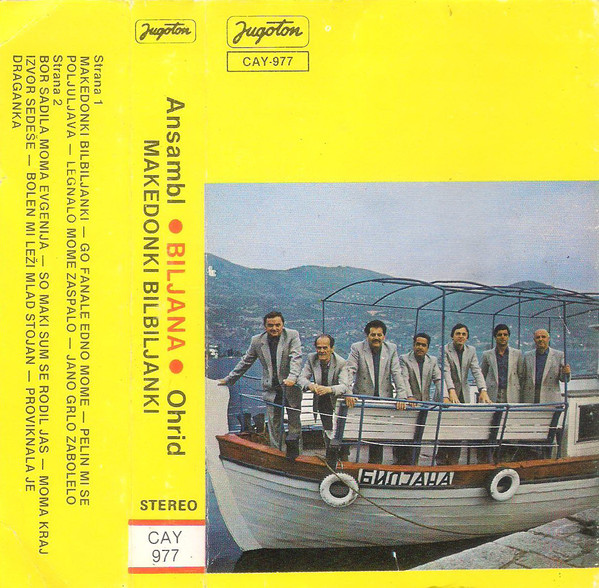 Strana 1
MAKEDONKI BILBILJANKI — GO FANALE EDNO MOME — PELIN MI SE
POLJULJAVA — LEGNALO MOME ZASPALO — JANO GRLO ZABOLELO
Strana 2
BOR SADILA MOMA EVGENIJA — SO MAKI SUM SE RODIL JAS — MOMA KRAJ
IZVOR SEDEŠE — BOLEN MI LEŽI MLAD STOJAN — PROVIKNALA JE
DRAGANKA
Jugoton
Ansambl • BILJANA • Ohrid
MAKEDONKI BILBILJANKI
STEREO
CAY
977
Jugoton
CAY-977
БИЛЈАНА